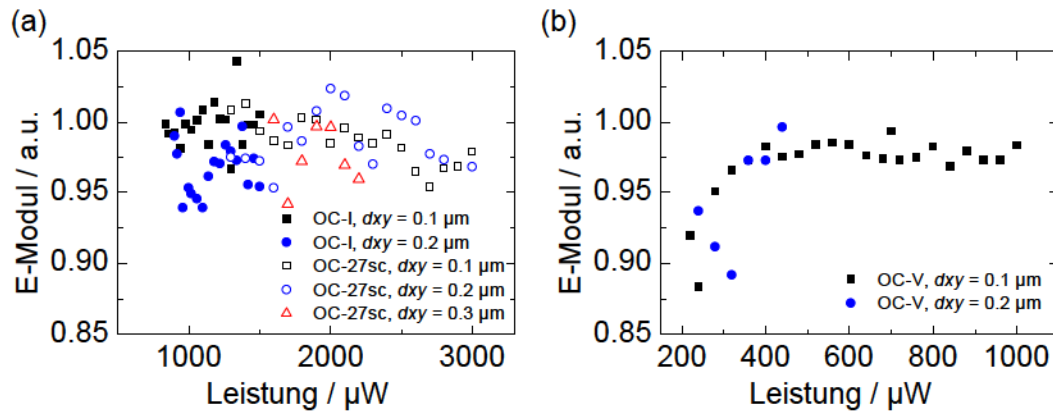 (a)
1.05
1.00
0.95
0.90
0.85
E-Modul / a.u.
OC-I, dxy = 0.1 µm
OC-I, dxy = 0.2 µm
OC-27sc, dxy = 0.1 µm
OC-27sc, dxy = 0.2 µm
OC-27sc, dxy = 0.3 µm
1000 2000 3000
Leistung / µW
(b)
1.05
1.00
0.95
0.90
0.85
E-Modul / a.u.
OC-V, dxy = 0.1 µm
OC-V, dxy = 0.2 µm
200 400 600 800 1000
Leistung / µW